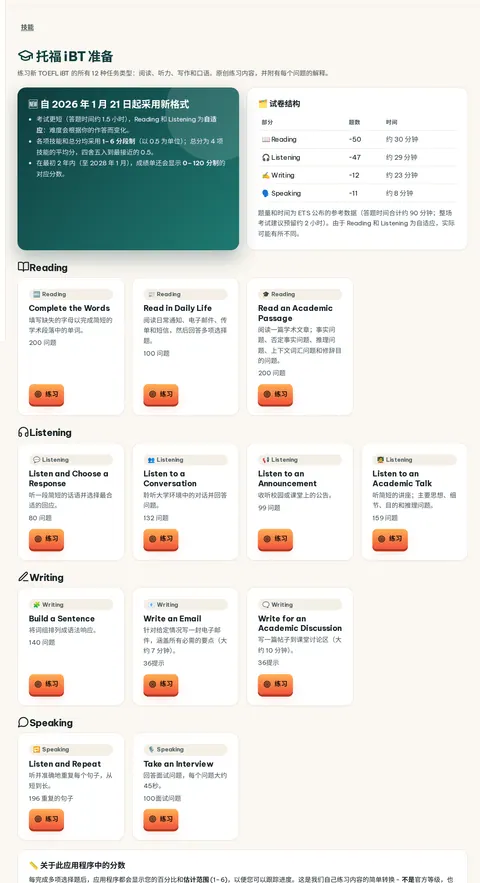 技能
托福 iBT 准备
练习新 TOEFL iBT 的所有 12 种任务类型：阅读、听力、写作和口语。原创练习内容，并附有每个问题的解释。
自 2026 年 1 月 21 日起采用新格式
考试更短（答题时间约 1.5 小时），Reading 和 Listening 为自适
应：难度会根据你的作答而变化。
各项技能和总分均采用 1–6 分段制（以 0.5 为单位）；总分为 4 项
技能的平均分，四舍五入到最接近的 0.5。
在最初 2 年内（至 2028 年 1 月），成绩单还会显示 0–120 分制的
对应分数。
试卷结构
部分 题量 时间
Reading ~50 约 30 分钟
Listening ~47 约 29 分钟
Writing ~12 约 23 分钟
Speaking ~11 约 8 分钟
题量和时间为 ETS 公布的参考数据（答题时间合计约 90 分钟；整场
考试建议预留约 2 小时）。由于 Reading 和 Listening 为自适应，实际
可能有所不同。
Reading
Reading
Complete the Words
填写缺失的字母以完成简短的
学术段落中的单词。
200 问题
练习
Reading
Read in Daily Life
阅读日常通知、电子邮件、传
单和短信，然后回答多项选择
题。
100 问题
练习
Reading
Read an Academic
Passage
阅读一篇学术文章；事实问
题、否定事实问题、推理问
题、上下文词汇问题和修辞目
的问题。
200 问题
练习
Listening
Listening
Listen and Choose a
Response
听一段简短的话语并选择最合
适的回应。
80 问题
练习
Listening
Listen to a
Conversation
聆听大学环境中的对话并回答
问题。
132 问题
练习
Listening
Listen to an
Announcement
收听校园或课堂上的公告。
99 问题
练习
Listening
Listen to an
Academic Talk
听简短的讲座；主要思想、细
节、目的和推理问题。
159 问题
练习
Writing
Writing
Build a Sentence
将词组排列成语法响应。
140 问题
练习
Writing
Write an Email
针对给定情况写一封电子邮
件，涵盖所有必需的要点（大
约 7 分钟）。
36提示
练习
Writing
Write for an
Academic Discussion
写一篇帖子到课堂讨论区（大
约 10 分钟）。
36提示
练习
Speaking
Speaking
Listen and Repeat
听并准确地重复每个句子，从
短到长。
196 重复的句子
练习
Speaking
Take an Interview
回答面试问题，每个问题大约
45秒。
100面试问题
练习
关于此应用程序中的分数
每完成多项选择题后，应用程序都会显示您的百分比和估计范围 (1–6)，以便您可以跟踪进度。这是我们自己练习内容的简单转换 – 不是官方等级，也